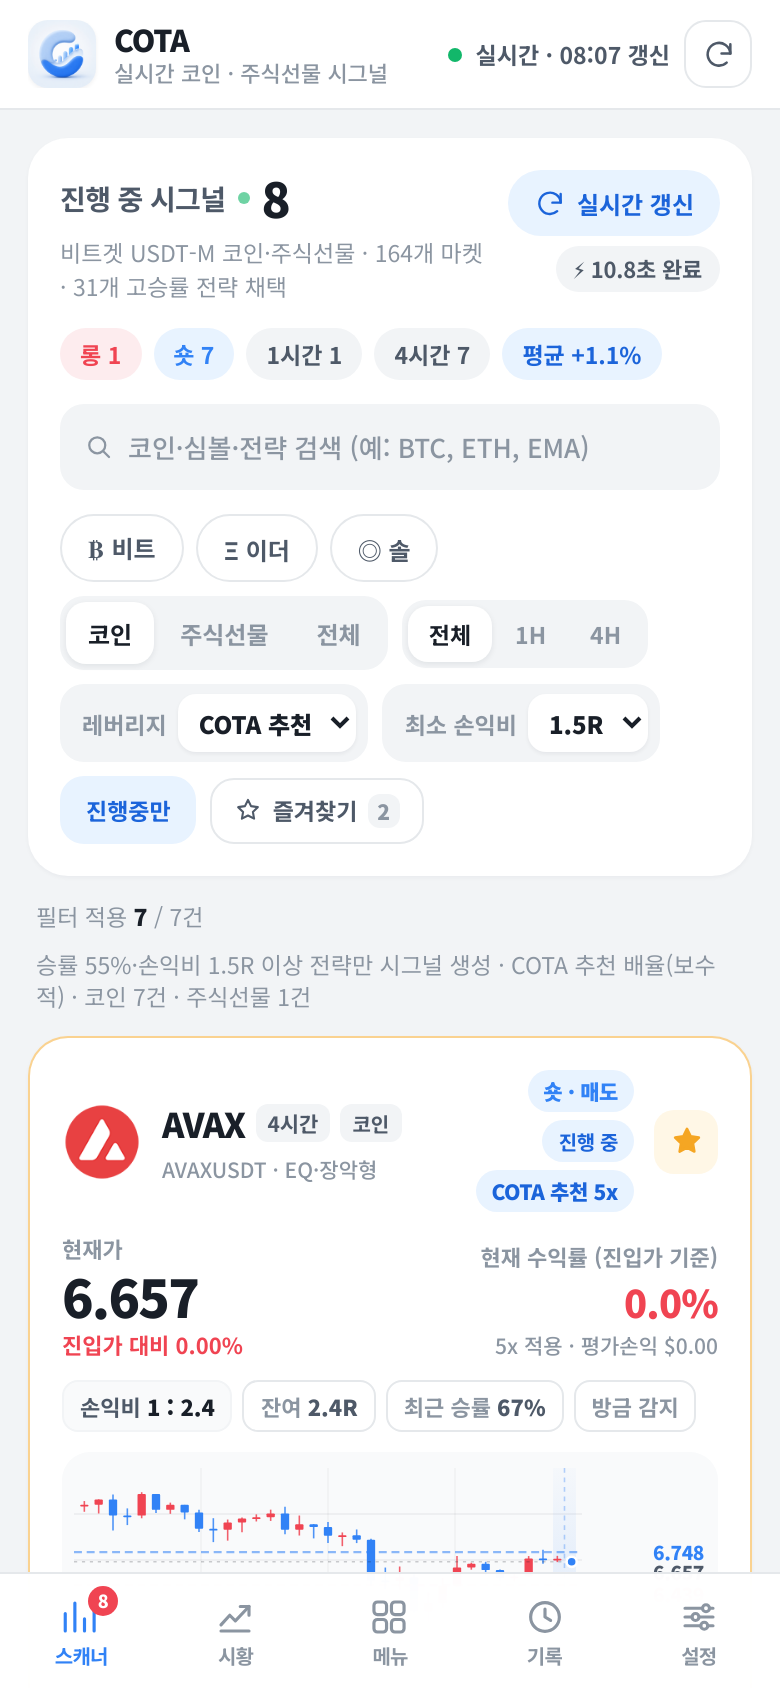 COTA
실시간 코인 · 주식선물 시그널
실시간 · 08:07 갱신
진행 중 시그널 8
실시간 갱신
비트겟 USDT-M 코인·주식선물 · 164개 마켓
· 31개 고승률 전략 채택
⚡10.8초 완료
롱 1
숏 7
1시간 1
4시간 7
평균 +1.1%
코인·심볼·전략 검색 (예: BTC, ETH, EMA)
₿ 비트
Ξ 이더
◎ 솔
코인 주식선물 전체
전체 1H 4H
레버리지 COTA 추천
최소 손익비 1.5R
진행중만
즐겨찾기 2
필터 적용 7 / 7건
승률 55%·손익비 1.5R 이상 전략만 시그널 생성 · COTA 추천 배율(보수
적) · 코인 7건 · 주식선물 1건
AVAX 4시간 코인
AVAXUSDT · EQ·장악형
숏 · 매도
진행 중
COTA 추천 5x
현재가
6.657
진입가 대비 0.00%
현재 수익률 (진입가 기준)
0.0%
5x 적용 · 평가손익 $0.00
손익비 1 : 2.4
잔여 2.4R
최근 승률 67%
방금 감지
6.748
6.657
8
스캐너
시황
메뉴
기록
설정